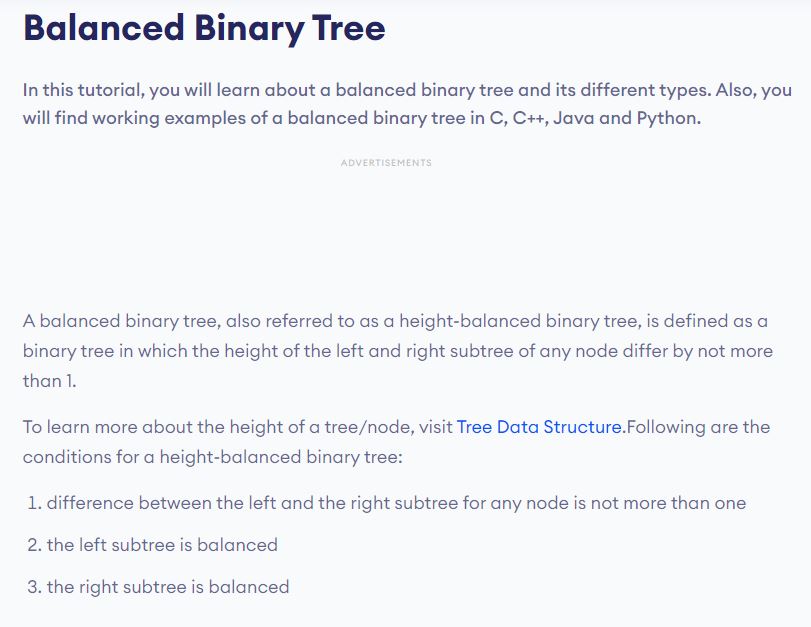 Balanced Binary Tree
In this tutorial, you will learn about a balanced binary tree and its different types. Also, you
will find working examples of a balanced binary tree in C, C++, Java and Python.
ADVERTISEMENTS
A balanced binary tree, also referred to as a height-balanced binary tree, is defined as a
binary tree in which the height of the left and right subtree of any node differ by not more
than 1.
To learn more about the height of a tree/node, visit Tree Data Structure.Following are the
conditions for a height-balanced binary tree:
1. difference between the left and the right subtree for any node is not more than one
2. the left subtree is balanced
3. the right subtree is balanced